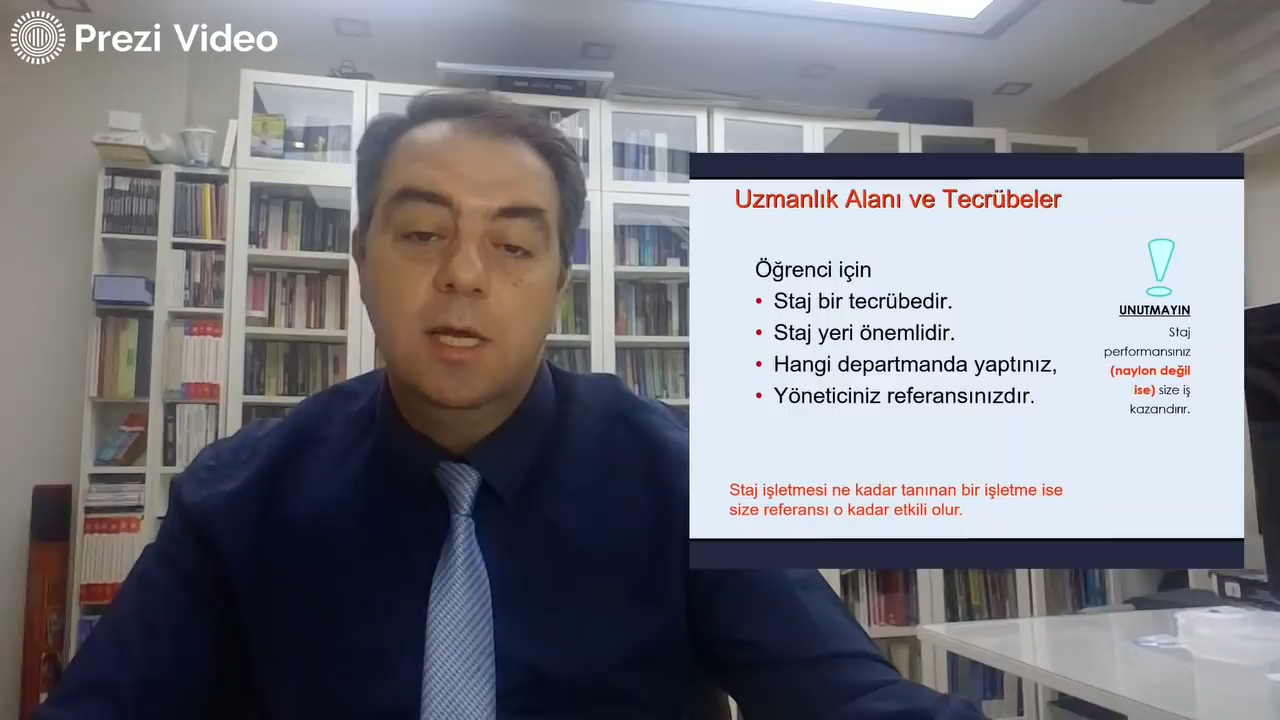 Prezi Video
Uzmanlık Alanı ve Tecrübeler
Öğrenci için
• Staj bir tecrübedir.
• Staj yeri önemlidir.
• Hangi departmanda yaptınız,
• Yöneticiniz referansınızdır.
UNUTMAYIN
Staj
performansınız
(naylon değil
ise) size iş
kazandırır.
Staj işletmesi ne kadar tanınan bir işletme ise
size referansı o kadar etkili olur.